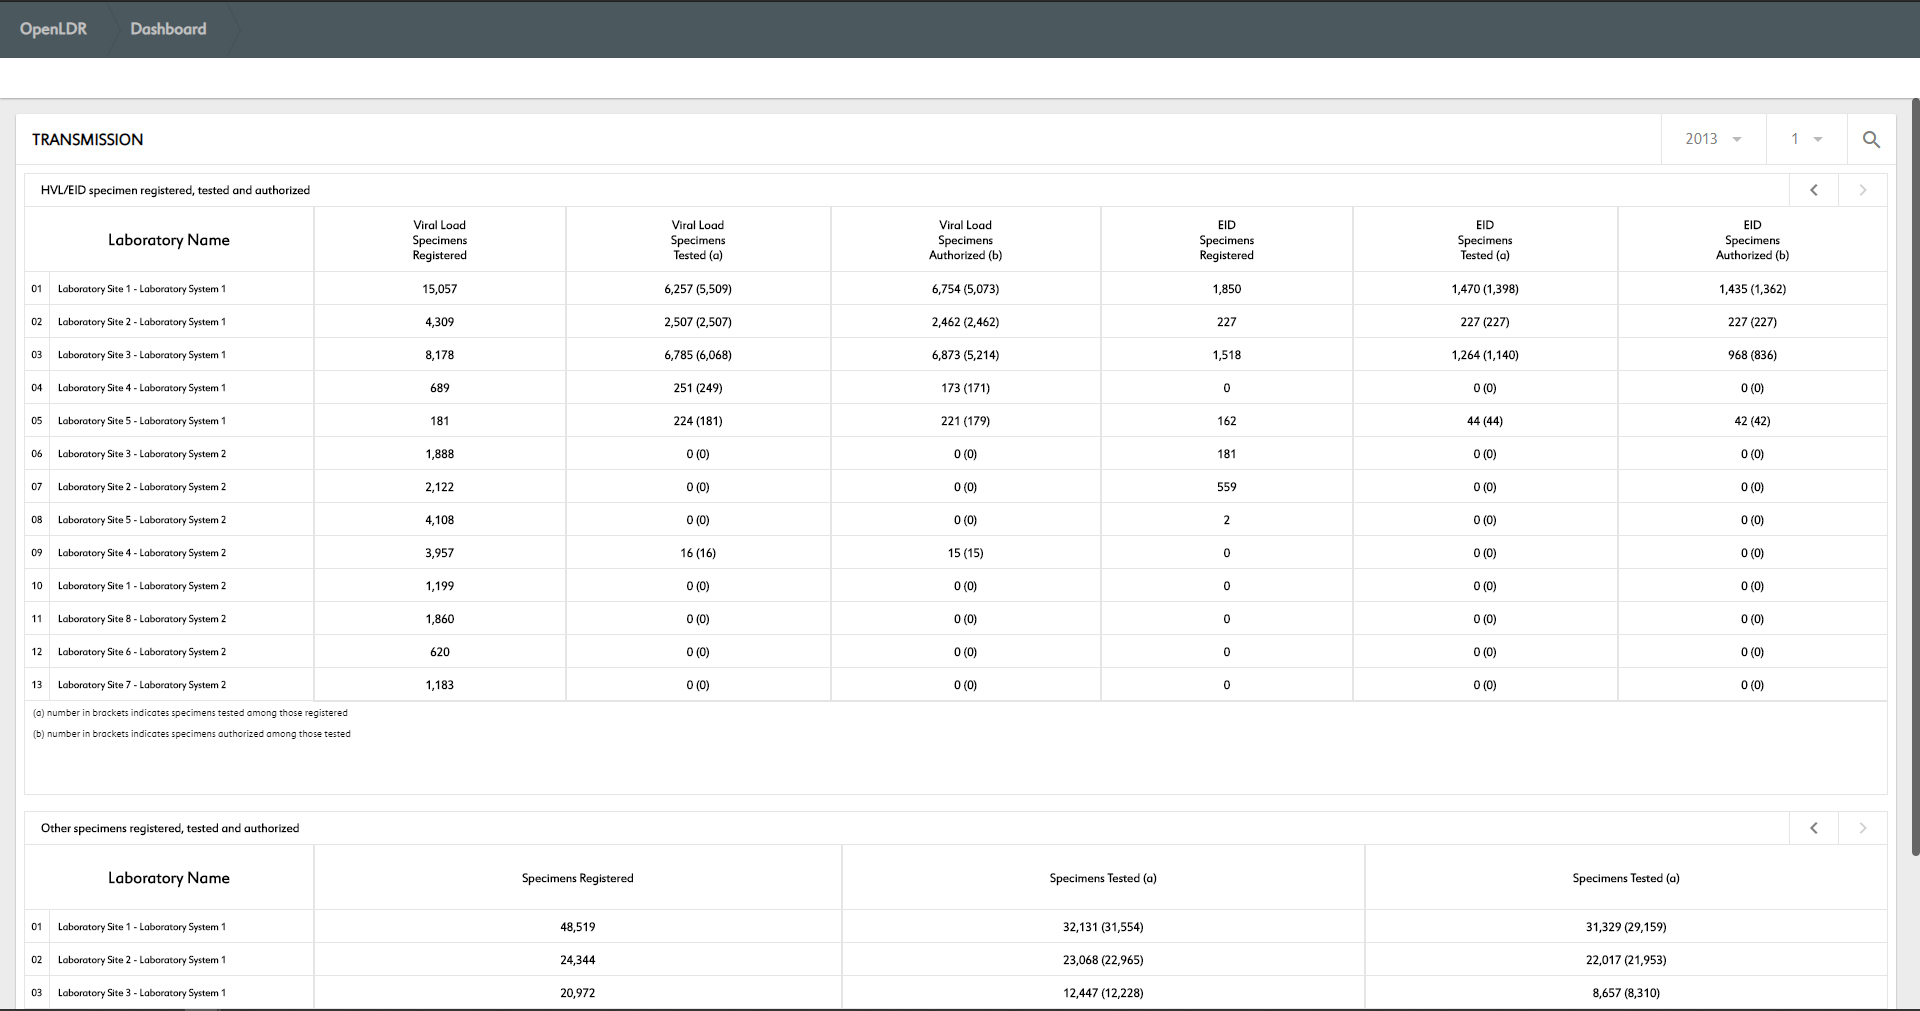 OpenLDR Dashboard
TRANSMISSION 2013 1
HVL/EID specimen registered, tested and authorized
Laboratory Name Viral Load Specimens Registered Viral Load Specimens Tested (a) Viral Load Specimens Authorized (b) EID Specimens Registered EID Specimens Tested (a) EID Specimens Authorized (b)
01 Laboratory Site 1 - Laboratory System 1 15,057 6,257 (5,509) 6,754 (5,073) 1,850 1,470 (1,398) 1,435 (1,362)
02 Laboratory Site 2 - Laboratory System 1 4,309 2,507 (2,507) 2,462 (2,462) 227 227 (227) 227 (227)
03 Laboratory Site 3 - Laboratory System 1 8,178 6,785 (6,068) 6,873 (5,214) 1,518 1,264 (1,140) 968 (836)
04 Laboratory Site 4 - Laboratory System 1 689 251 (249) 173 (171) 0 0 (0) 0 (0)
05 Laboratory Site 5 - Laboratory System 1 181 224 (181) 221 (179) 162 44 (44) 42 (42)
06 Laboratory Site 3 - Laboratory System 2 1,888 0 (0) 0 (0) 181 0 (0) 0 (0)
07 Laboratory Site 2 - Laboratory System 2 2,122 0 (0) 0 (0) 559 0 (0) 0 (0)
08 Laboratory Site 5 - Laboratory System 2 4,108 0 (0) 0 (0) 2 0 (0) 0 (0)
09 Laboratory Site 4 - Laboratory System 2 3,957 16 (16) 15 (15) 0 0 (0) 0 (0)
10 Laboratory Site 1 - Laboratory System 2 1,199 0 (0) 0 (0) 0 0 (0) 0 (0)
11 Laboratory Site 8 - Laboratory System 2 1,860 0 (0) 0 (0) 0 0 (0) 0 (0)
12 Laboratory Site 6 - Laboratory System 2 620 0 (0) 0 (0) 0 0 (0) 0 (0)
13 Laboratory Site 7 - Laboratory System 2 1,183 0 (0) 0 (0) 0 0 (0) 0 (0)
(a) number in brackets indicates specimens tested among those registered
(b) number in brackets indicates specimens authorized among those tested
Other specimens registered, tested and authorized
Laboratory Name Specimens Registered Specimens Tested (a) Specimens Tested (a)
01 Laboratory Site 1 - Laboratory System 1 48,519 32,131 (31,554) 31,329 (29,159)
02 Laboratory Site 2 - Laboratory System 1 24,344 23,068 (22,965) 22,017 (21,953)
03 Laboratory Site 3 - Laboratory System 1 20,972 12,447 (12,228) 8,657 (8,310)